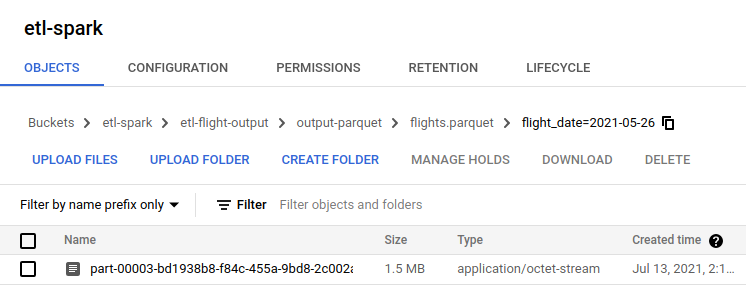 etl-spark
OBJECTS CONFIGURATION PERMISSIONS RETENTION LIFECYCLE
Buckets > etl-spark > etl-flight-output > output-parquet > flights.parquet > flight_date=2021-05-26
UPLOAD FILES UPLOAD FOLDER CREATE FOLDER MANAGE HOLDS DOWNLOAD DELETE
Filter by name prefix only Filter Filter objects and folders
Name Size Type Created time ?
part-00003-bd1938b8-f84c-455a-9bd8-2c002a 1.5 MB application/octet-stream Jul 13, 2021, 2:1...